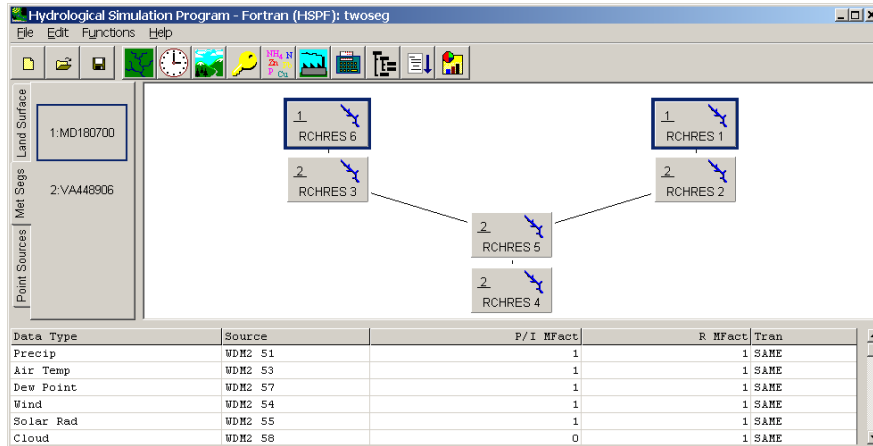 Hydrological Simulation Program - Fortran (HSPF): twoseg
File Edit Functions Help
NH4 N
Zn
P Cu
Land Surface
Met Segs
Point Sources
1:MD180700
2:VA448906
1
RCHRES 6
1
RCHRES 1
2
RCHRES 3
2
RCHRES 2
2
RCHRES 5
2
RCHRES 4
Data Type Source P/I MFact R MFact Tran
Precip WDM2 51 1 1 SAME
Air Temp WDM2 53 1 1 SAME
Dew Point WDM2 57 1 1 SAME
Wind WDM2 54 1 1 SAME
Solar Rad WDM2 55 1 1 SAME
Cloud WDM2 58 0 1 SAME